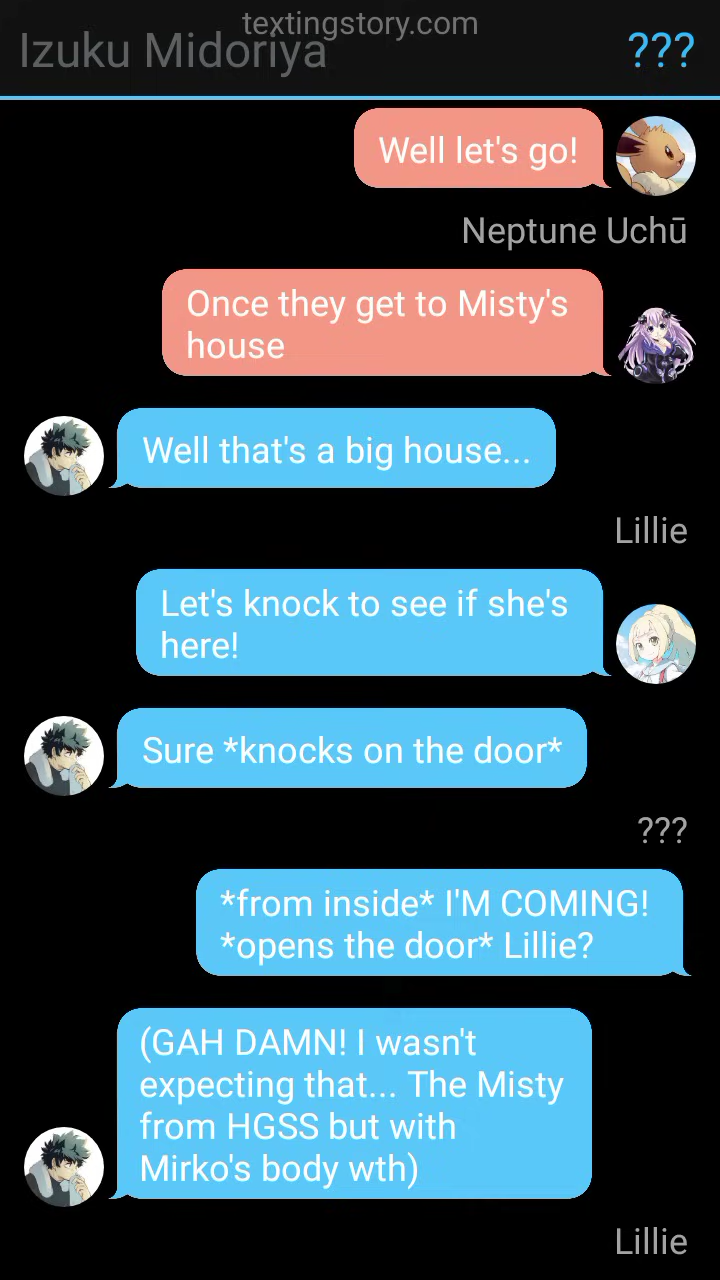 textingstory.com
Izuku Midoriya
???
Well let's go!
Neptune Uchū
Once they get to Misty's
house
Well that's a big house...
Lillie
Let's knock to see if she's
here!
Sure *knocks on the door*
???
*from inside* I'M COMING!
*opens the door* Lillie?
(GAH DAMN! I wasn't
expecting that... The Misty
from HGSS but with
Mirko's body wth)
Lillie